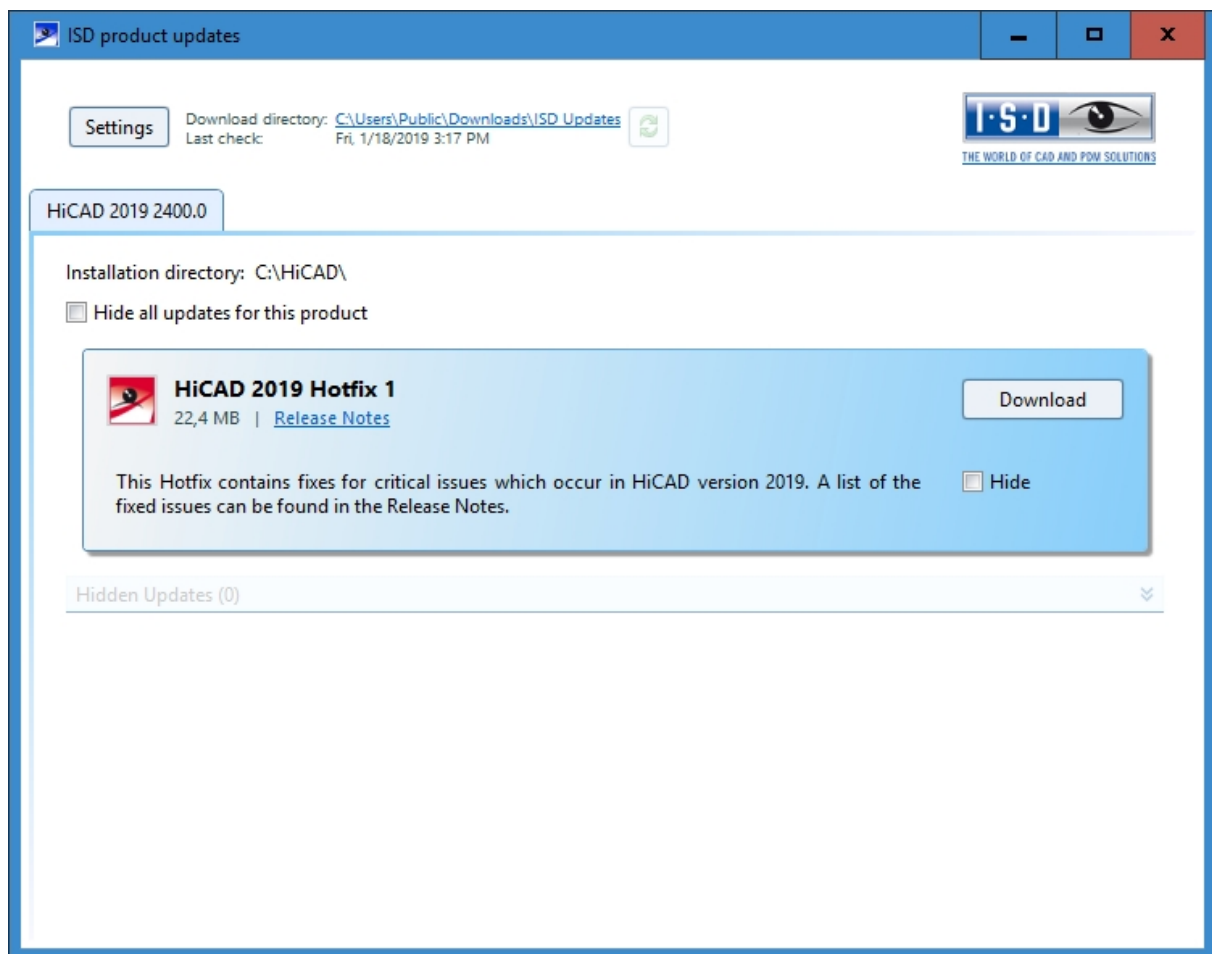 ISD product updates
Settings
Download directory: C:\Users\Public\Downloads\ISD Updates
Last check: Fri, 1/18/2019 3:17 PM
I·S·D
THE WORLD OF CAD AND PDM SOLUTIONS
HiCAD 2019 2400.0
Installation directory: C:\HiCAD\
Hide all updates for this product
HiCAD 2019 Hotfix 1
22,4 MB | Release Notes
Download
This Hotfix contains fixes for critical issues which occur in HiCAD version 2019. A list of the
fixed issues can be found in the Release Notes.
Hide
Hidden Updates (0)